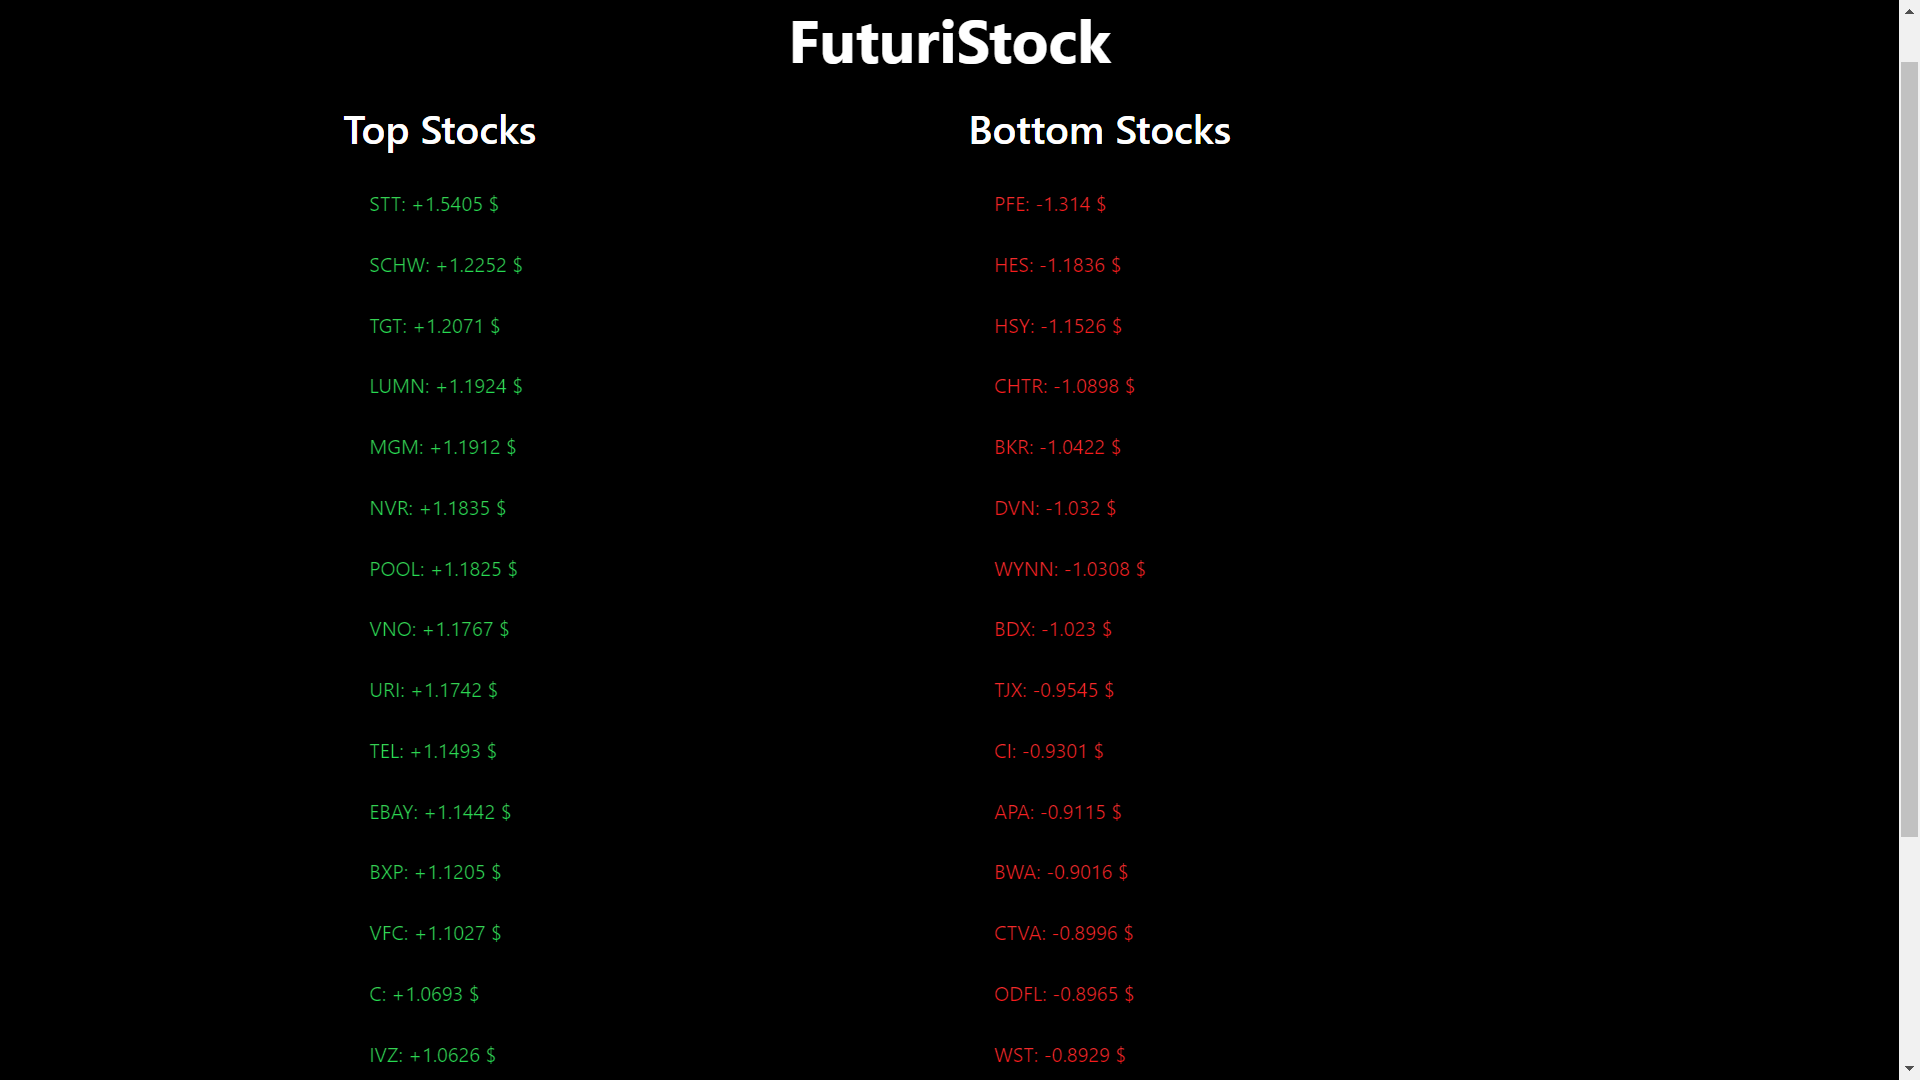 FuturiStock
Top Stocks
STT: +1.5405 $
SCHW: +1.2252 $
TGT: +1.2071 $
LUMN: +1.1924 $
MGM: +1.1912 $
NVR: +1.1835 $
POOL: +1.1825 $
VNO: +1.1767 $
URI: +1.1742 $
TEL: +1.1493 $
EBAY: +1.1442 $
BXP: +1.1205 $
VFC: +1.1027 $
C: +1.0693 $
IVZ: +1.0626 $
Bottom Stocks
PFE: -1.314 $
HES: -1.1836 $
HSY: -1.1526 $
CHTR: -1.0898 $
BKR: -1.0422 $
DVN: -1.032 $
WYNN: -1.0308 $
BDX: -1.023 $
TJX: -0.9545 $
CI: -0.9301 $
APA: -0.9115 $
BWA: -0.9016 $
CTVA: -0.8996 $
ODFL: -0.8965 $
WST: -0.8929 $